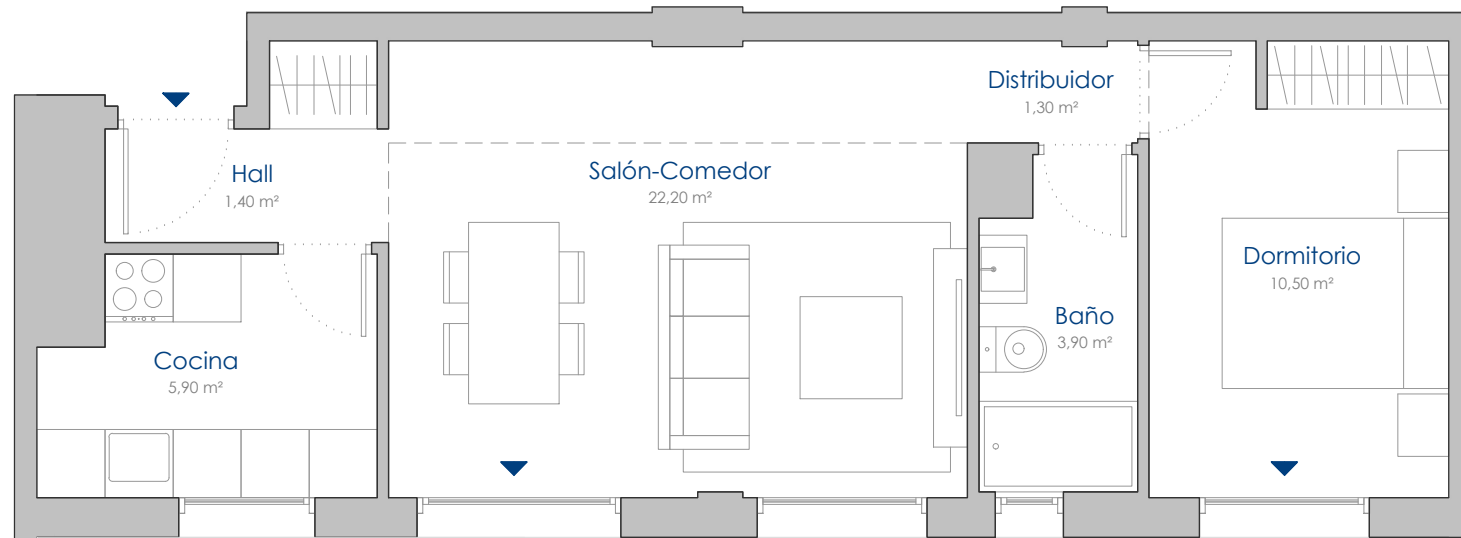 Distribuidor
1,30 m²
Hall
1,40 m²
Salón-Comedor
22,20 m²
Dormitorio
10,50 m²
Baño
3,90 m²
Cocina
5,90 m²